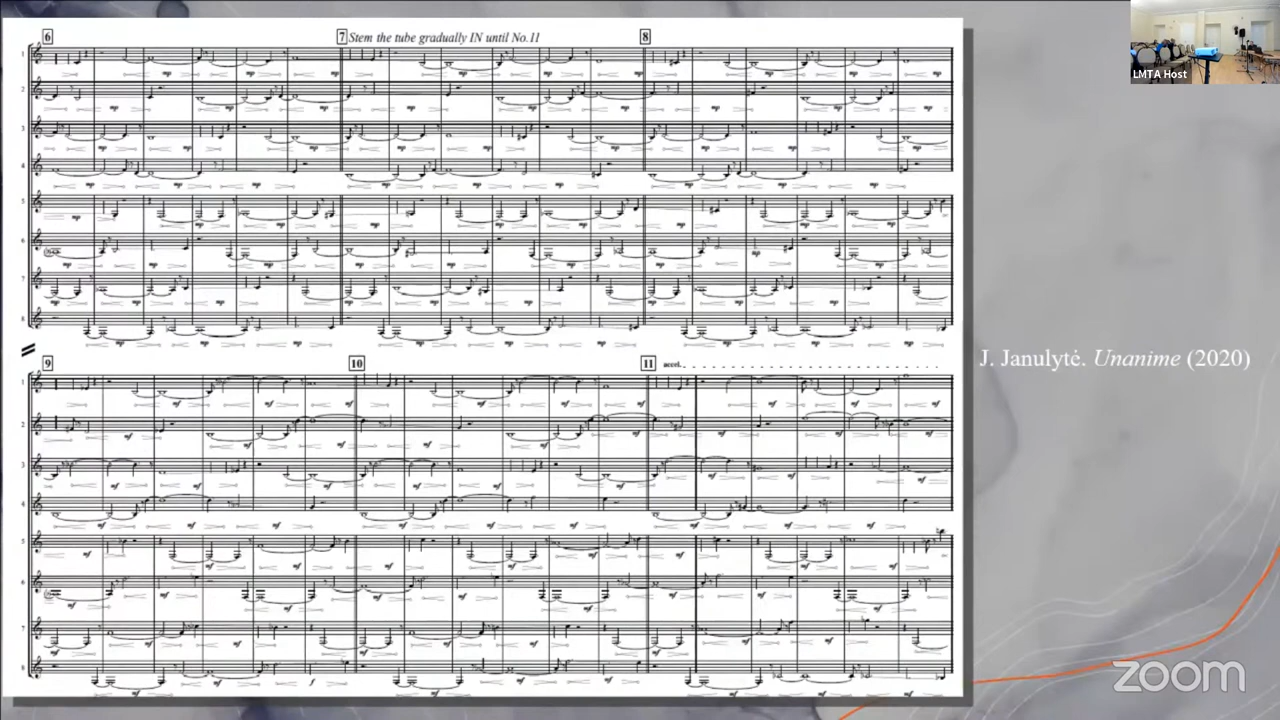 6
7 Stem the tube gradually IN until No.11
8
9
10
11 accel.
J. Janulytė. Unanime (2020)
LMTA Host
zoom